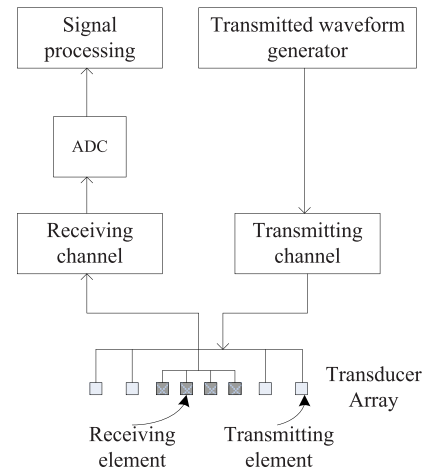 Signal
processing
Transmitted waveform
generator
ADC
Receiving
channel
Transmitting
channel
Transducer
Array
Receiving
element
Transmitting
element